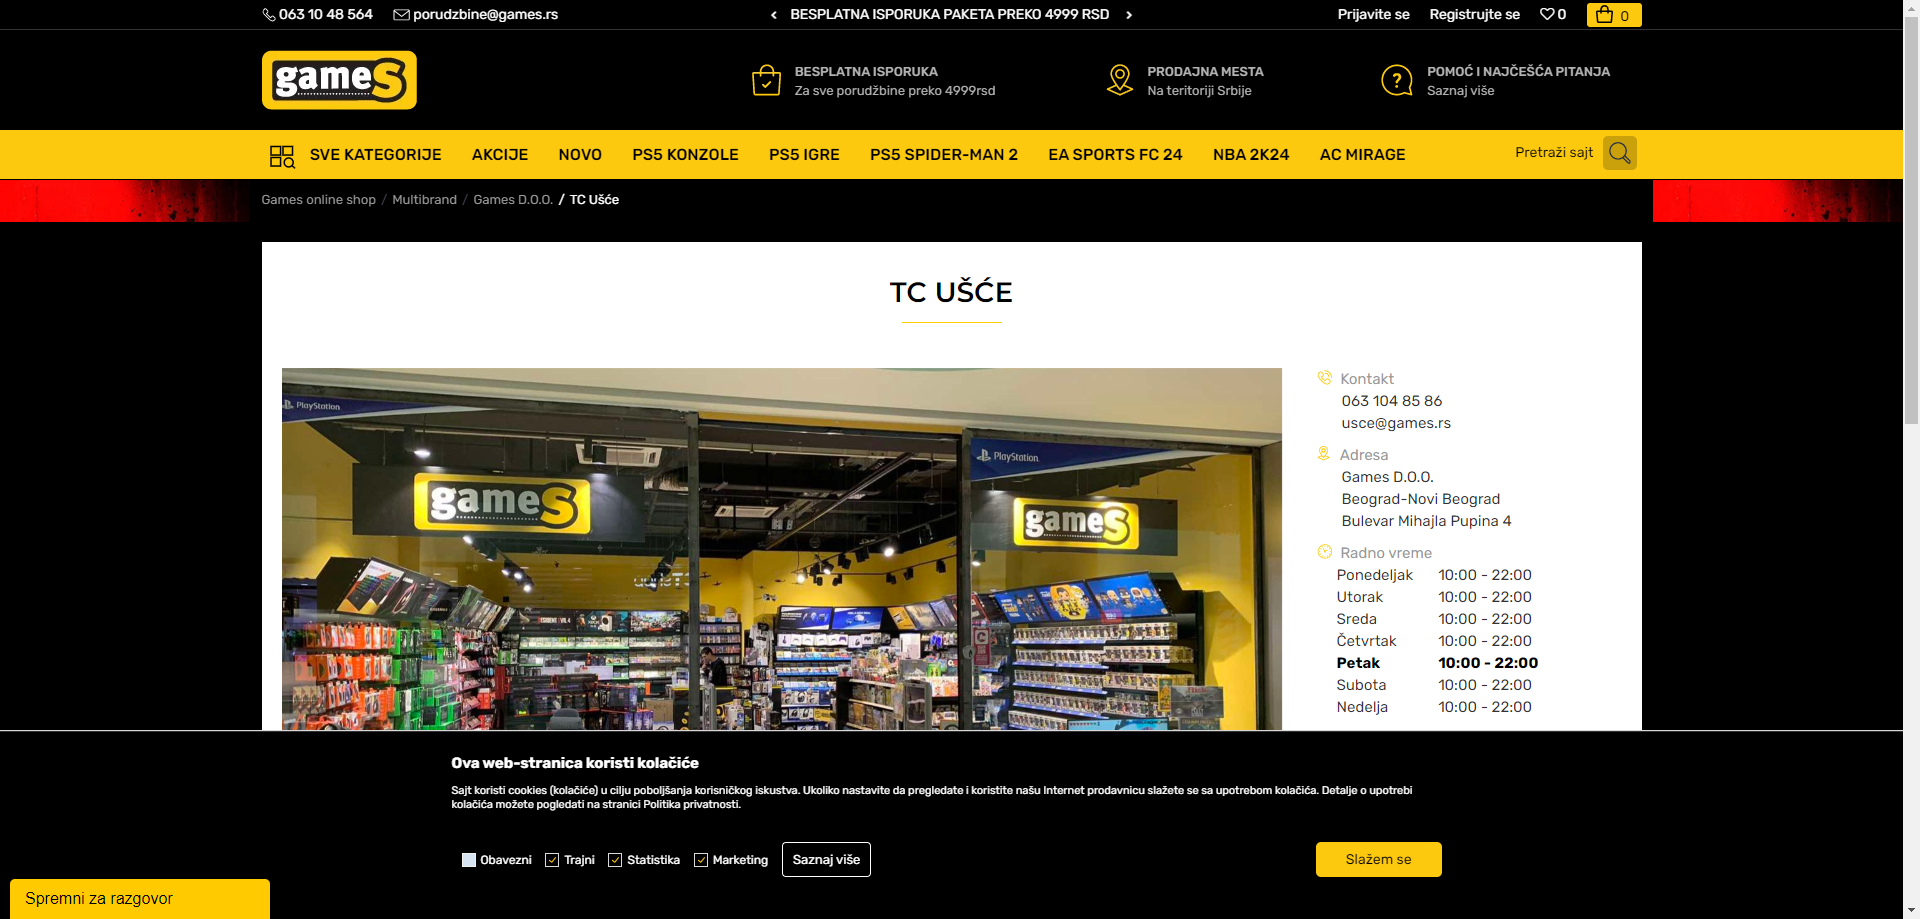 063 10 48 564
porudzbine@games.rs
BESPLATNA ISPORUKA PAKETA PREKO 4999 RSD
Prijavite se
Registrujte se
0
0
gameS
BESPLATNA ISPORUKA
Za sve porudžbine preko 4999rsd
PRODAJNA MESTA
Na teritoriji Srbije
POMOĆ I NAJČEŠĆA PITANJA
Saznaj više
SVE KATEGORIJE
AKCIJE
NOVO
PS5 KONZOLE
PS5 IGRE
PS5 SPIDER-MAN 2
EA SPORTS FC 24
NBA 2K24
AC MIRAGE
Pretraži sajt
Games online shop / Multibrand / Games D.O.O. / TC Ušće
TC UŠĆE
PlayStation
PlayStation
gameS
gameS
Kontakt
063 104 85 86
usce@games.rs
Adresa
Games D.O.O.
Beograd-Novi Beograd
Bulevar Mihajla Pupina 4
Radno vreme
Ponedeljak 10:00 - 22:00
Utorak 10:00 - 22:00
Sreda 10:00 - 22:00
Četvrtak 10:00 - 22:00
Petak 10:00 - 22:00
Subota 10:00 - 22:00
Nedelja 10:00 - 22:00
Ova web-stranica koristi kolačiće
Sajt koristi cookies (kolačiće) u cilju poboljšanja korisničkog iskustva. Ukoliko nastavite da pregledate i koristite našu Internet prodavnicu slažete se sa upotrebom kolačića. Detalje o upotrebi
kolačića možete pogledati na stranici Politika privatnosti.
Obavezni
Trajni
Statistika
Marketing
Saznaj više
Slažem se
Spremni za razgovor